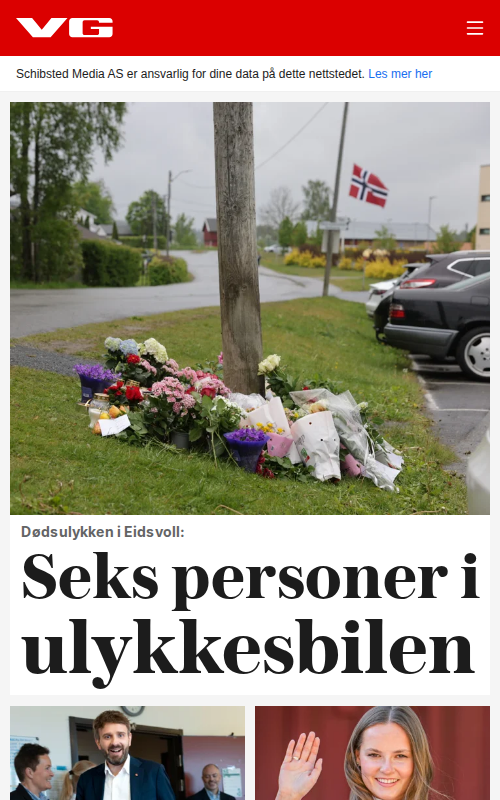 VG
Schibsted Media AS er ansvarlig for dine data på dette nettstedet. Les mer her
Dødsulykken i Eidsvoll:
Seks personer i
ulykkesbilen